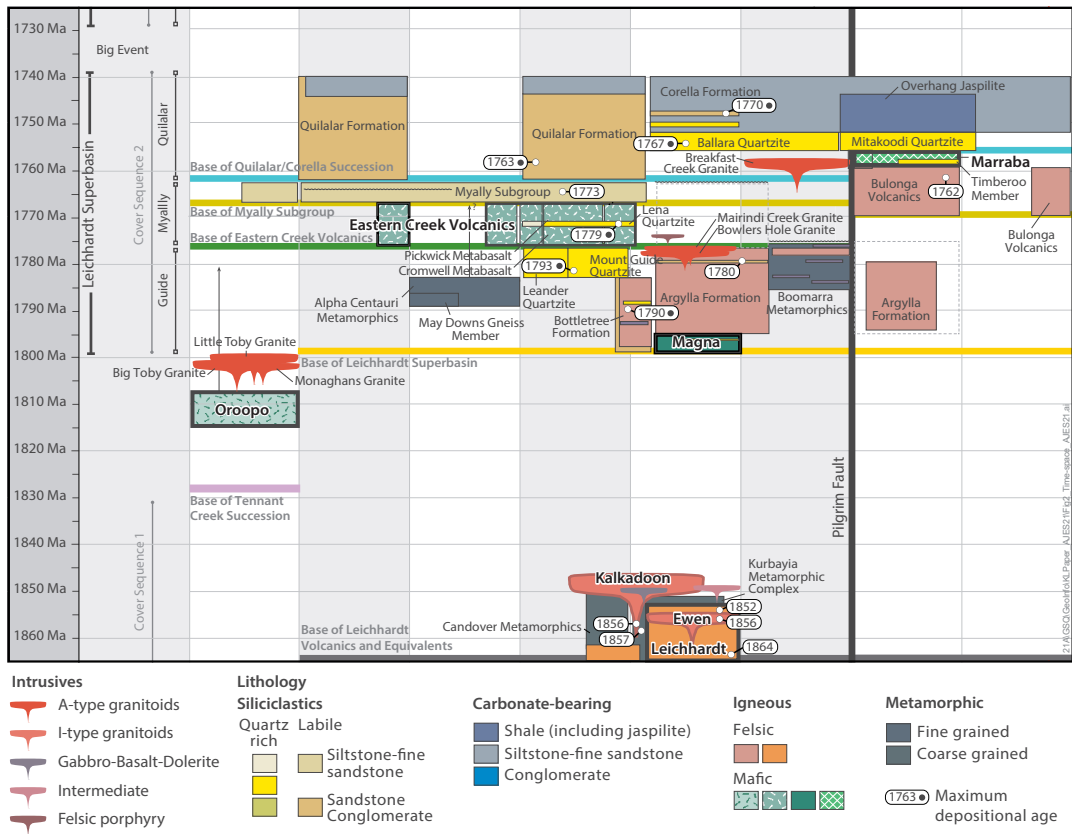 1730 Ma
1740 Ma
1750 Ma
1760 Ma
1770 Ma
1780 Ma
1790 Ma
1800 Ma
1810 Ma
1820 Ma
1830 Ma
1840 Ma
1850 Ma
1860 Ma
Big Event
Leichhardt Superbasin
Cover Sequence 2
Quilalar
Myallly
Guide
Cover Sequence 1
Quilalar Formation
Quilalar Formation
1763
Corella Formation
1770
Overhang Jaspilite
1767
Ballara Quartzite
Mitakoodi Quartzite
Breakfast
Creek Granite
Marraba
Timberoo
Member
Base of Quilalar/Corella Succession
Myally Subgroup
1773
Bulonga
Volcanics
1762
Bulonga
Volcanics
Base of Myally Subgroup
Eastern Creek Volcanics
Lena
Quartzite
1779
Mairindi Creek Granite
Bowlers Hole Granite
Base of Eastern Creek Volcanics
Pickwick Metabasalt
Cromwell Metabasalt
1793
Mount Guide
Quartzite
1780
Leander
Quartzite
Alpha Centauri
Metamorphics
May Downs Gneiss
Member
Bottletree
Formation
1790
Argylla Formation
Boomarra
Metamorphics
Argylla
Formation
Magna
Little Toby Granite
Base of Leichhardt Superbasin
Big Toby Granite
Monaghans Granite
Oroopo
Base of Tennant
Creek Succession
Pilgrim Fault
Kalkadoon
Kurbayia
Metamorphic
Complex
1852
Ewen
1856
1856
Candover Metamorphics
1857
Leichhardt
1864
Base of Leichhardt
Volcanics and Equivalents
21/A/GSQ/GeoInfo/KLPaper_AJES21/Fig2_Time-space_AJES21.ai
Intrusives
A-type granitoids
I-type granitoids
Gabbro-Basalt-Dolerite
Intermediate
Felsic porphyry
Lithology
Siliciclastics
Quartz
rich
Labile
Siltstone-fine
sandstone
Sandstone
Conglomerate
Carbonate-bearing
Shale (including jaspilite)
Siltstone-fine sandstone
Conglomerate
Igneous
Felsic
Mafic
Metamorphic
Fine grained
Coarse grained
1763
Maximum
depositional age